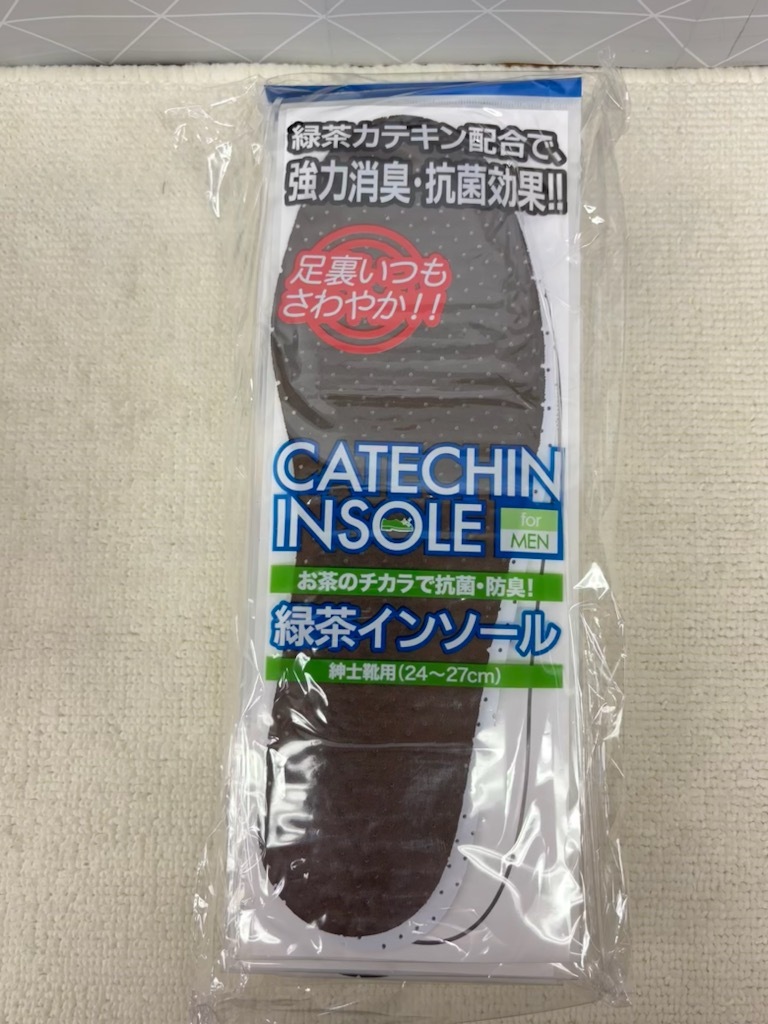 緑茶カテキン配合で、
強力消臭・抗菌効果!!
足裏いつも
さわやか!!
CATECHIN
INSOLE for MEN
お茶のチカラで抗菌・防臭!
緑茶インソール
紳士靴用(24〜27cm)